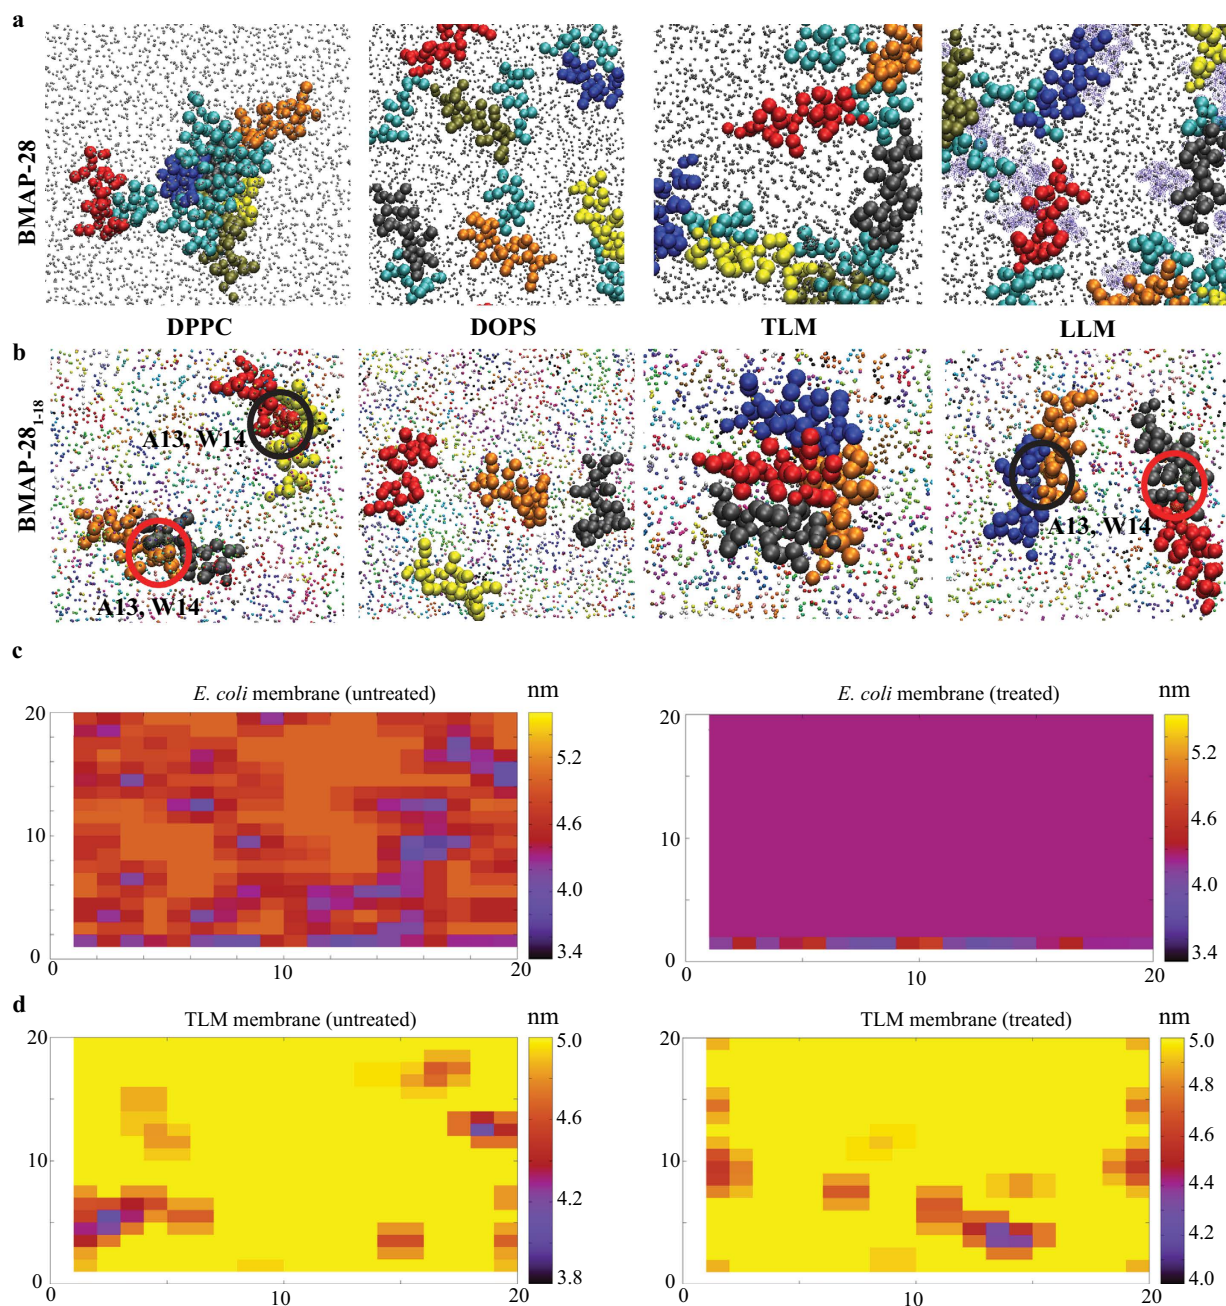 a
BMAP-28
DPPC
DOPS
TLM
LLM
b
BMAP-28₁₋₁₈
A13, W14
A13, W14
A13, W14
c
E. coli membrane (untreated)
nm
20
10
0
0
10
20
5.2
4.6
4.0
3.4
E. coli membrane (treated)
nm
20
10
0
0
10
20
5.2
4.6
4.0
3.4
d
TLM membrane (untreated)
nm
20
10
0
0
10
20
5.0
4.6
4.2
3.8
TLM membrane (treated)
nm
20
10
0
0
10
20
5.0
4.8
4.6
4.4
4.2
4.0